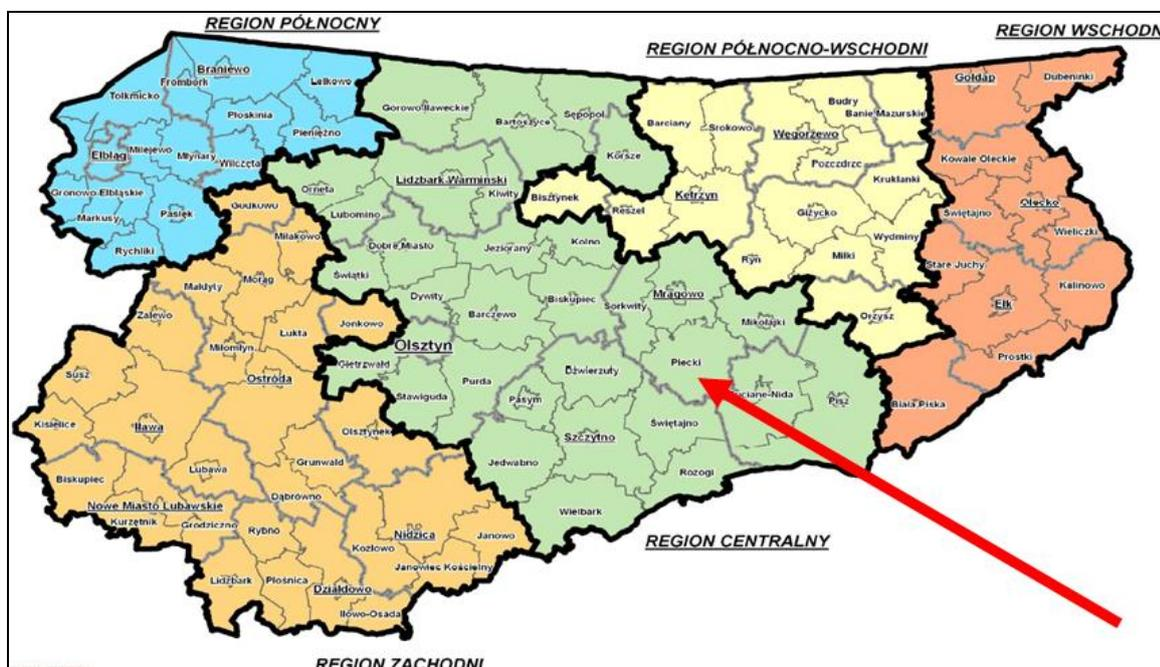 REGION PÓŁNOCNY
REGION PÓŁNOCNO-WSCHODNI
REGION WSCHODN
Braniewo
Frombork
Lelkowo
Tolkmicko
Płoskinia
Pieniężno
Elbląg
Milejewo
Młynary
Wilczęta
Gronowo Elbląskie
Markusy
Pasłęk
Rychliki
Górowo Iławeckie
Bartoszyce
Sępopol
Korsze
Lidzbark Warmiński
Orneta
Kiwity
Lubomino
Dobre Miasto
Jeziorany
Kolno
Świątki
Dywity
Barczewo
Biskupiec
Olsztyn
Gietrzwałd
Stawiguda
Purda
Pasym
Dźwierzuty
Szczytno
Jedwabno
Świętajno
Rozogi
Wielbark
Sorkwity
Mrągowo
Mikołajki
Piecki
uciane-Nida
Pisz
Barciany
Srokowo
Węgorzewo
Budry
Banie Mazurskie
Pozezdrze
Kruklanki
Bisztynek
Reszel
Kętrzyn
Giżycko
Wydminy
Ryn
Miłki
Orzysz
Gołdap
Dubeninki
Kowale Oleckie
Świętajno
Olecko
Wieliczki
Stare Juchy
Ełk
Kalinowo
Prostki
Biała Piska
Godkowo
Miłakowo
Małdyty
Morąg
Zalewo
Łukta
Jonkowo
Miłomłyn
Ostróda
Susz
Kisielice
Iława
Olsztynek
Biskupiec
Lubawa
Grunwald
Dąbrówno
Nowe Miasto Lubawskie
Kurzętnik
Grodziczno
Rybno
Nidzica
Kozłowo
Janowo
Janowiec Kościelny
Lidzbark
Płośnica
Działdowo
Iłowo-Osada
REGION CENTRALNY
REGION ZACHODNI